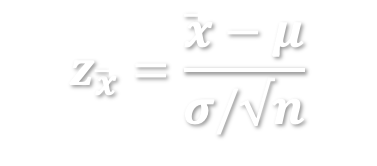 z_x̄ = (x̄ − μ) / (σ/√n)